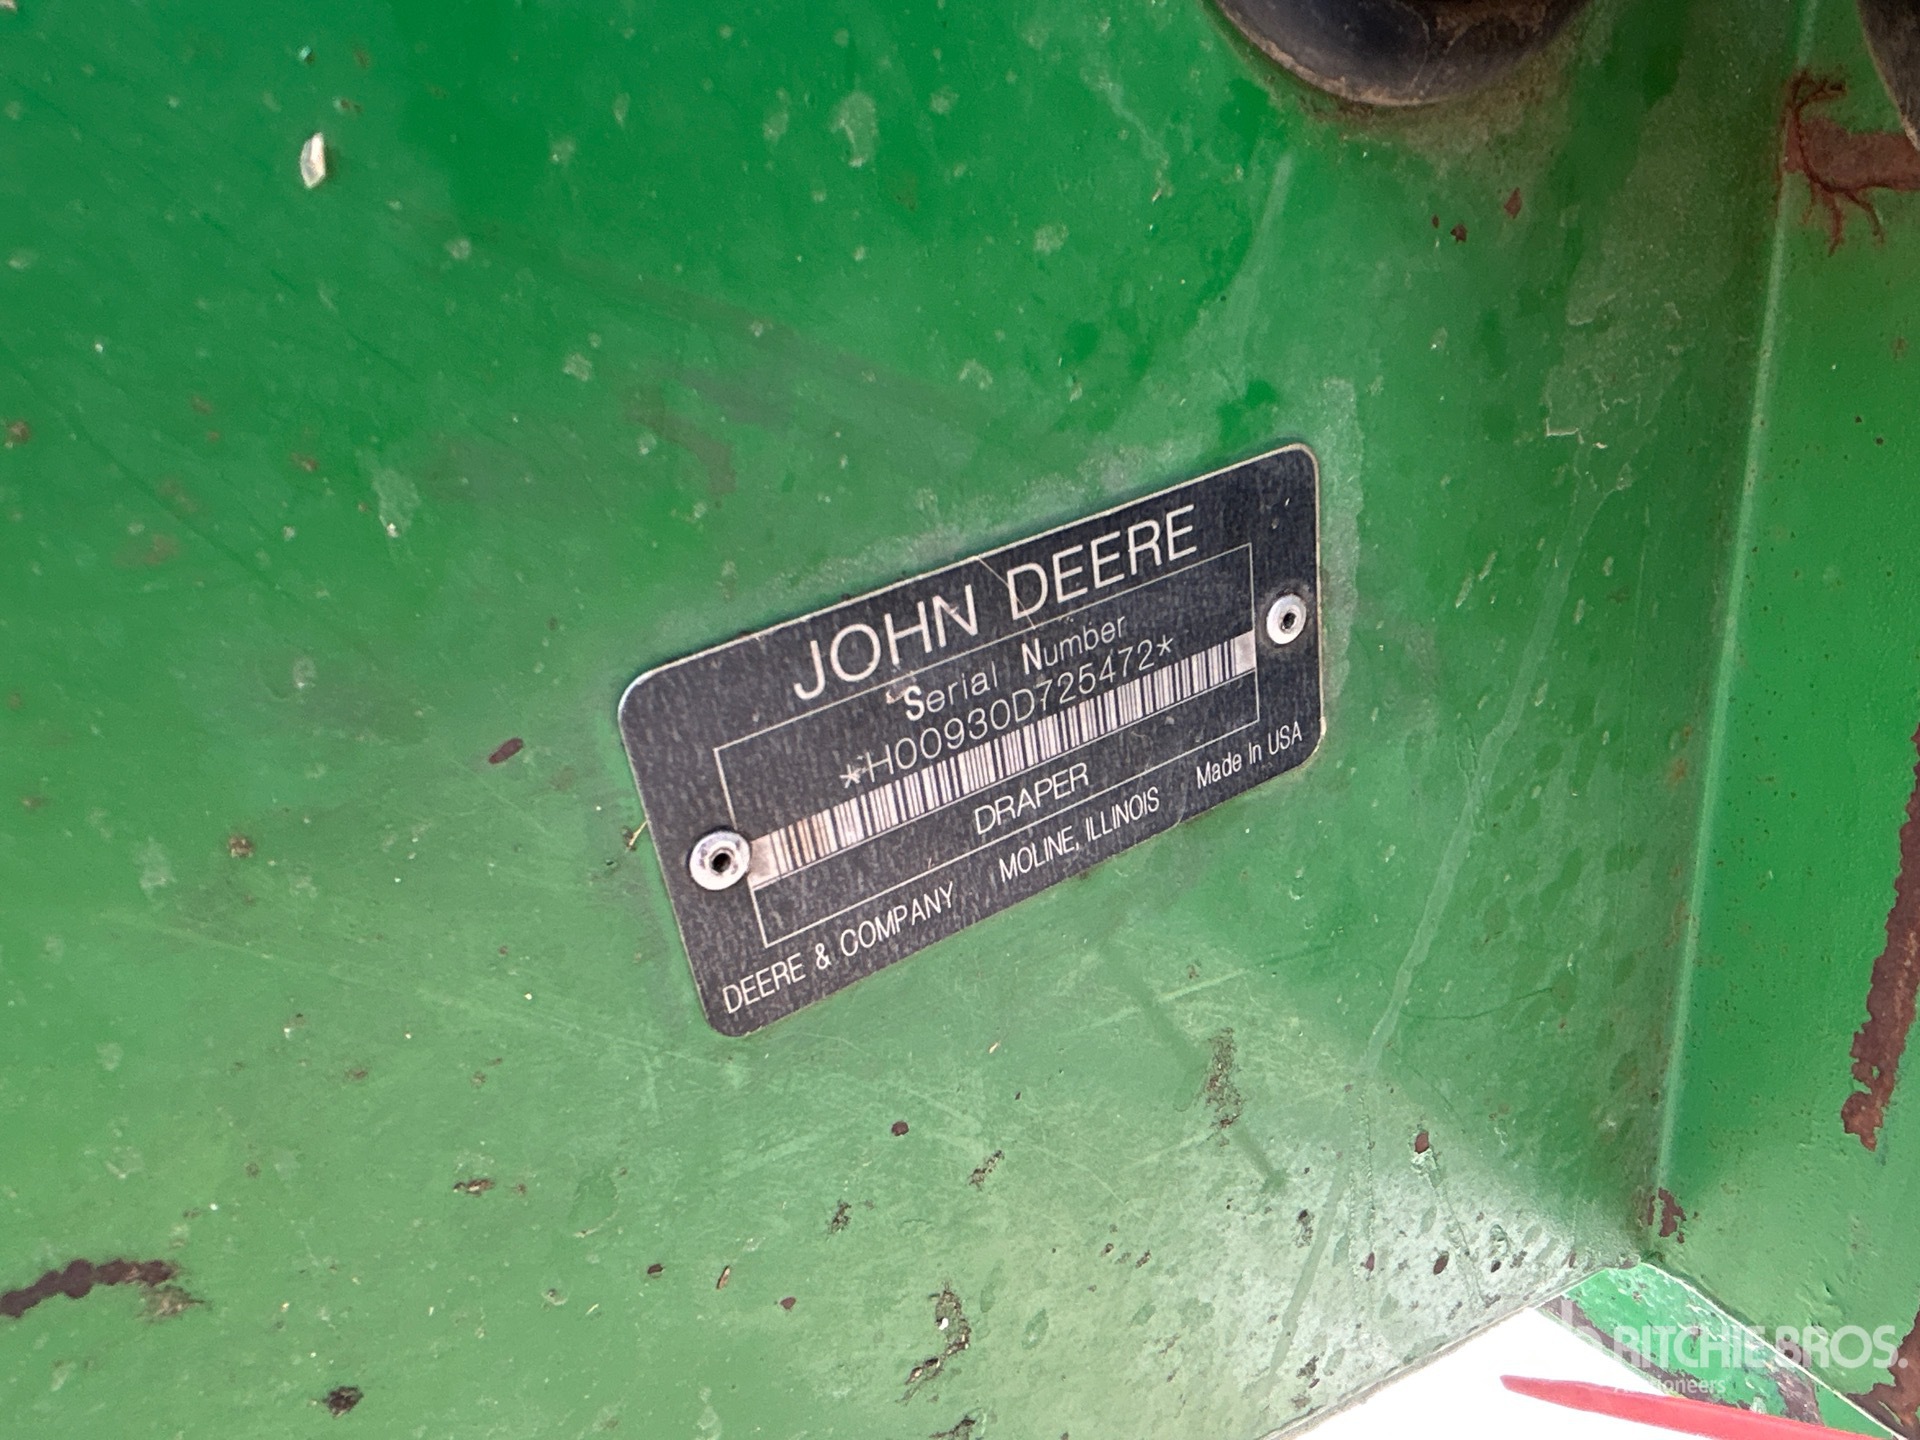 JOHN DEERE
Serial Number
*H00930D725472*
DRAPER
DEERE & COMPANY MOLINE, ILLINOIS Made In USA
RITCHIE BROS.
Auctioneers